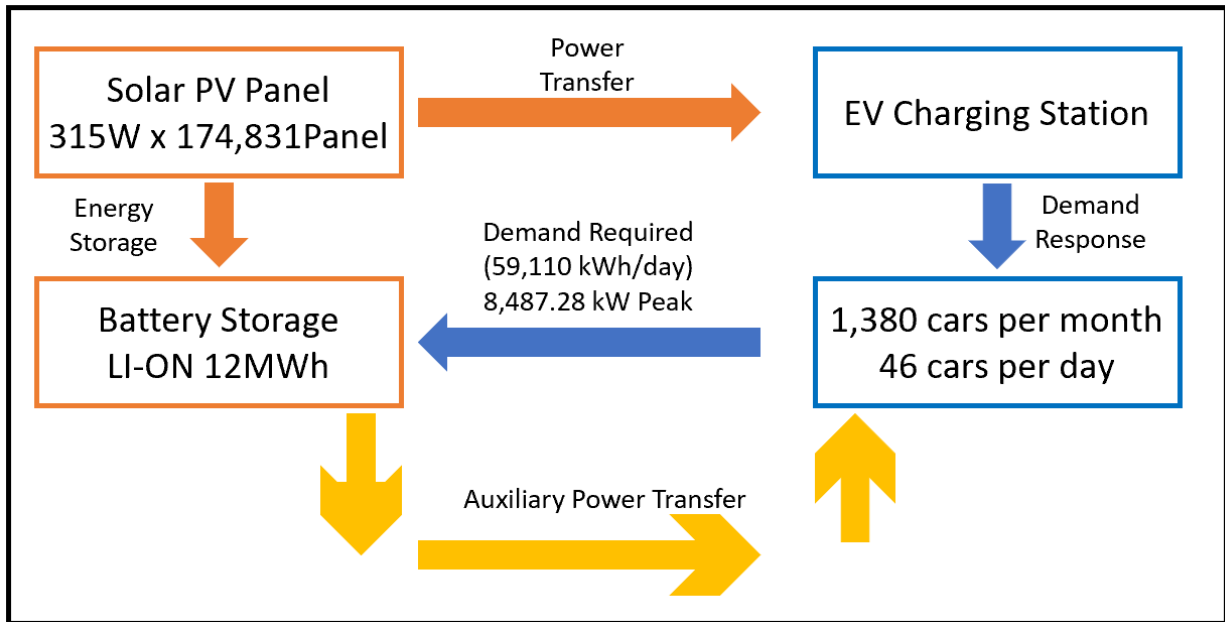 Solar PV Panel
315W x 174,831Panel
Power
Transfer
EV Charging Station
Energy
Storage
Demand Required
(59,110 kWh/day)
8,487.28 kW Peak
Demand
Response
Battery Storage
LI-ON 12MWh
1,380 cars per month
46 cars per day
Auxiliary Power Transfer